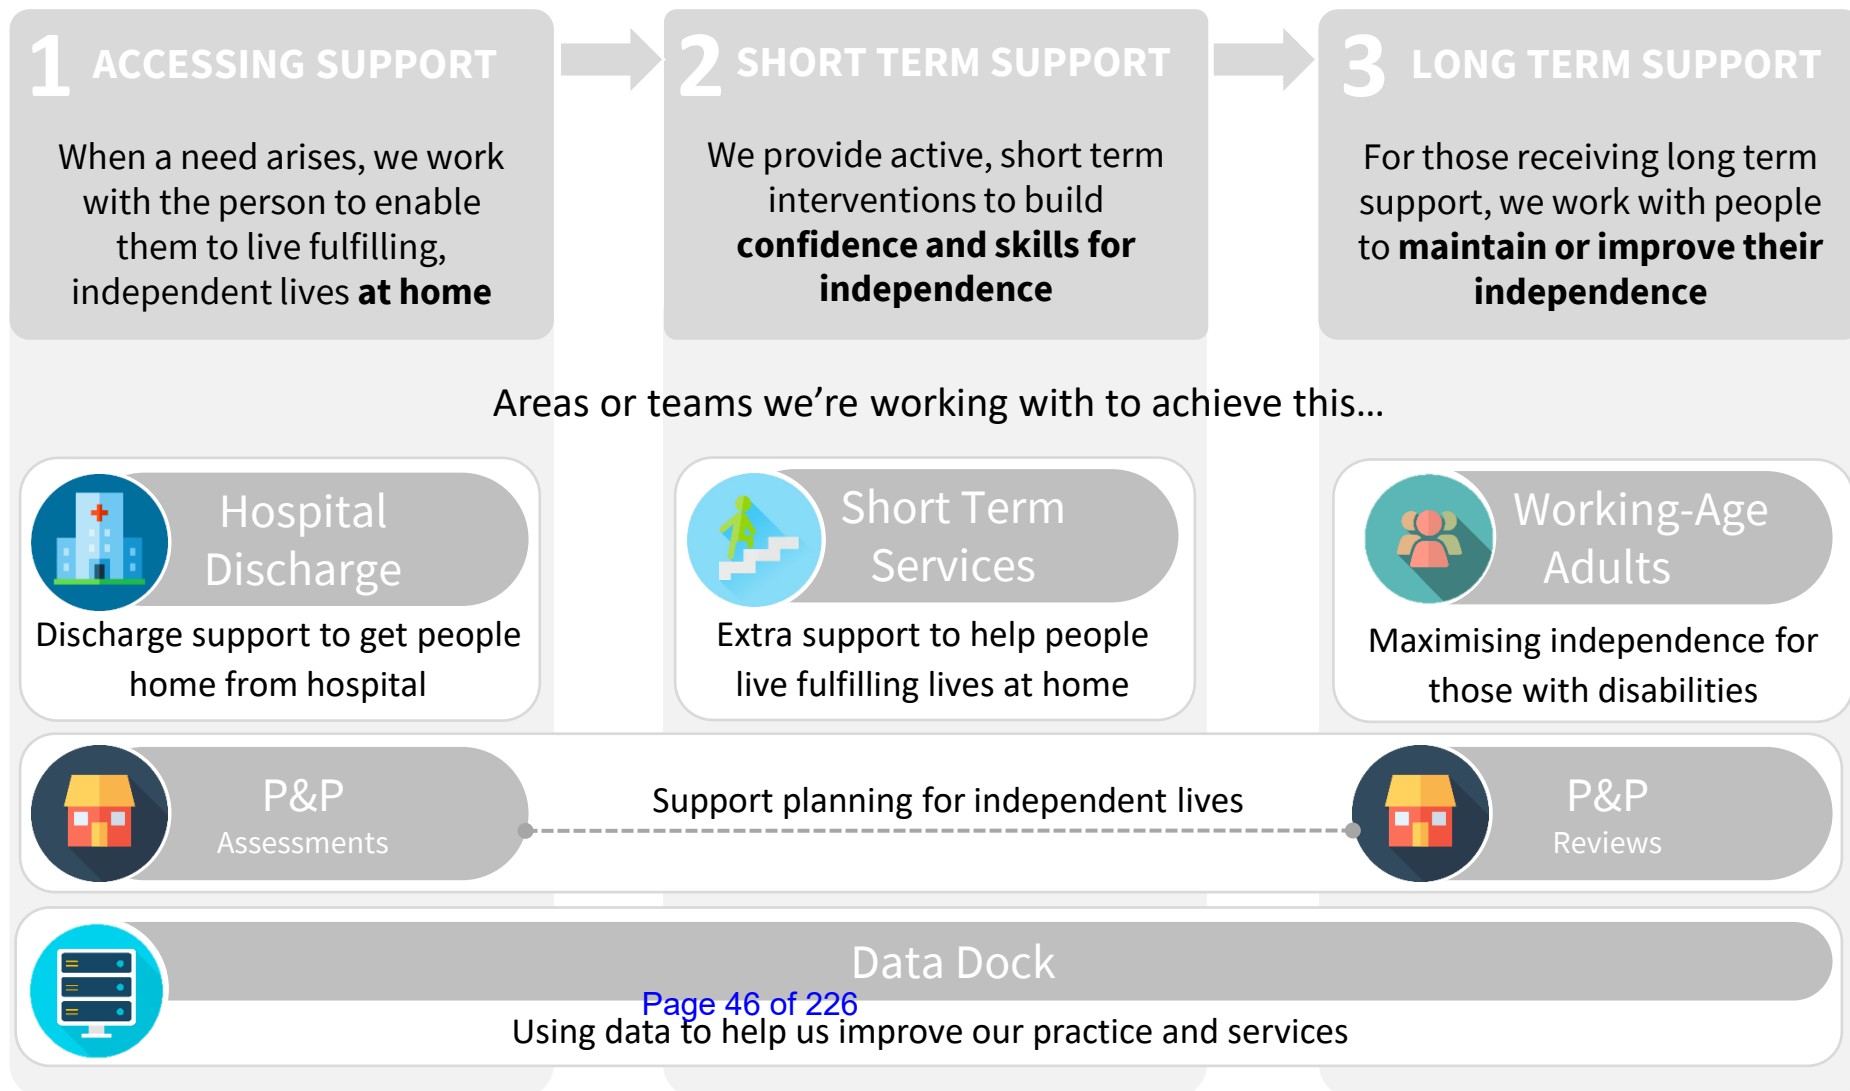 1 ACCESSING SUPPORT
When a need arises, we work
with the person to enable
them to live fulfilling,
independent lives at home
2 SHORT TERM SUPPORT
We provide active, short term
interventions to build
confidence and skills for
independence
3 LONG TERM SUPPORT
For those receiving long term
support, we work with people
to maintain or improve their
independence
Areas or teams we’re working with to achieve this…
Hospital
Discharge
Discharge support to get people
home from hospital
Short Term
Services
Extra support to help people
live fulfilling lives at home
Working-Age
Adults
Maximising independence for
those with disabilities
P&P
Assessments
Support planning for independent lives
P&P
Reviews
Data Dock
Page 46 of 226
Using data to help us improve our practice and services